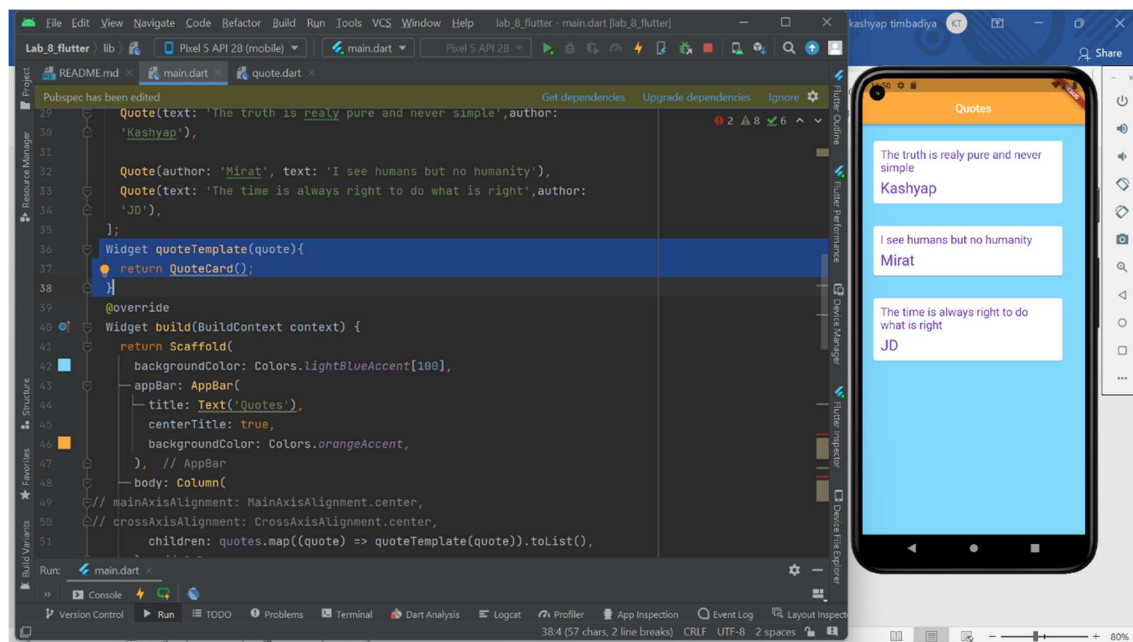 File Edit View Navigate Code Refactor Build Run Tools VCS Window Help lab_8_flutter - main.dart [lab_8_flutter]
kashyap timbadiya KT
Lab_8_flutter lib Pixel 5 API 28 (mobile) main.dart Pixel 5 API 28
Share
README.md main.dart quote.dart
Pubspec has been edited Get dependencies Upgrade dependencies Ignore
29 Quote(text: 'The truth is realy pure and never simple',author:
2 8 6
30 'Kashyap'),
31
32 Quote(author: 'Mirat', text: 'I see humans but no humanity'),
33 Quote(text: 'The time is always right to do what is right',author:
34 'JD'),
35 ];
36 Widget quoteTemplate(quote){
37 return QuoteCard();
38 }
39 @override
40 Widget build(BuildContext context) {
41 return Scaffold(
42 backgroundColor: Colors.lightBlueAccent[100],
43 appBar: AppBar(
44 title: Text('Quotes'),
45 centerTitle: true,
46 backgroundColor: Colors.orangeAccent,
47 ), // AppBar
48 body: Column(
49 // mainAxisAlignment: MainAxisAlignment.center,
50 // crossAxisAlignment: CrossAxisAlignment.center,
51 children: quotes.map((quote) => quoteTemplate(quote)).toList(),
Run: main.dart
Console
Version Control Run TODO Problems Terminal Dart Analysis Logcat Profiler App Inspection Event Log Layout Inspect
38:4 (57 chars, 2 line breaks) CRLF UTF-8 2 spaces
Project
Resource Manager
Structure
Favorites
Build Variants
Flutter Outline
Flutter Performance
Device Manager
Flutter Inspector
Device File Explorer
Quotes
The truth is realy pure and never
simple
Kashyap
I see humans but no humanity
Mirat
The time is always right to do
what is right
JD
80%